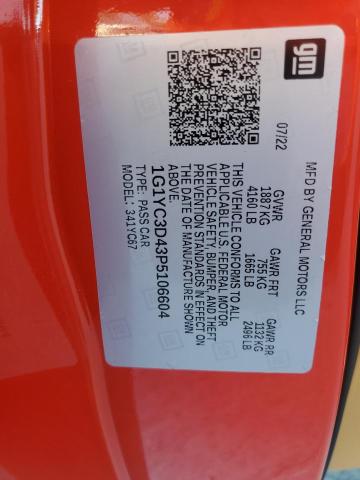 gm
MFD BY GENERAL MOTORS LLC
07/22
GVWR
1887 KG
4160 LB
GAWR FRT
755 KG
1665 LB
GAWR RR
1132 KG
2496 LB
THIS VEHICLE CONFORMS TO ALL
APPLICABLE U.S. FEDERAL MOTOR
VEHICLE SAFETY, BUMPER, AND THEFT
PREVENTION STANDARDS IN EFFECT ON
THE DATE OF MANUFACTURE SHOWN
ABOVE.
1G1YC3D43P5106604
TYPE: PASS CAR
MODEL: 341YC67